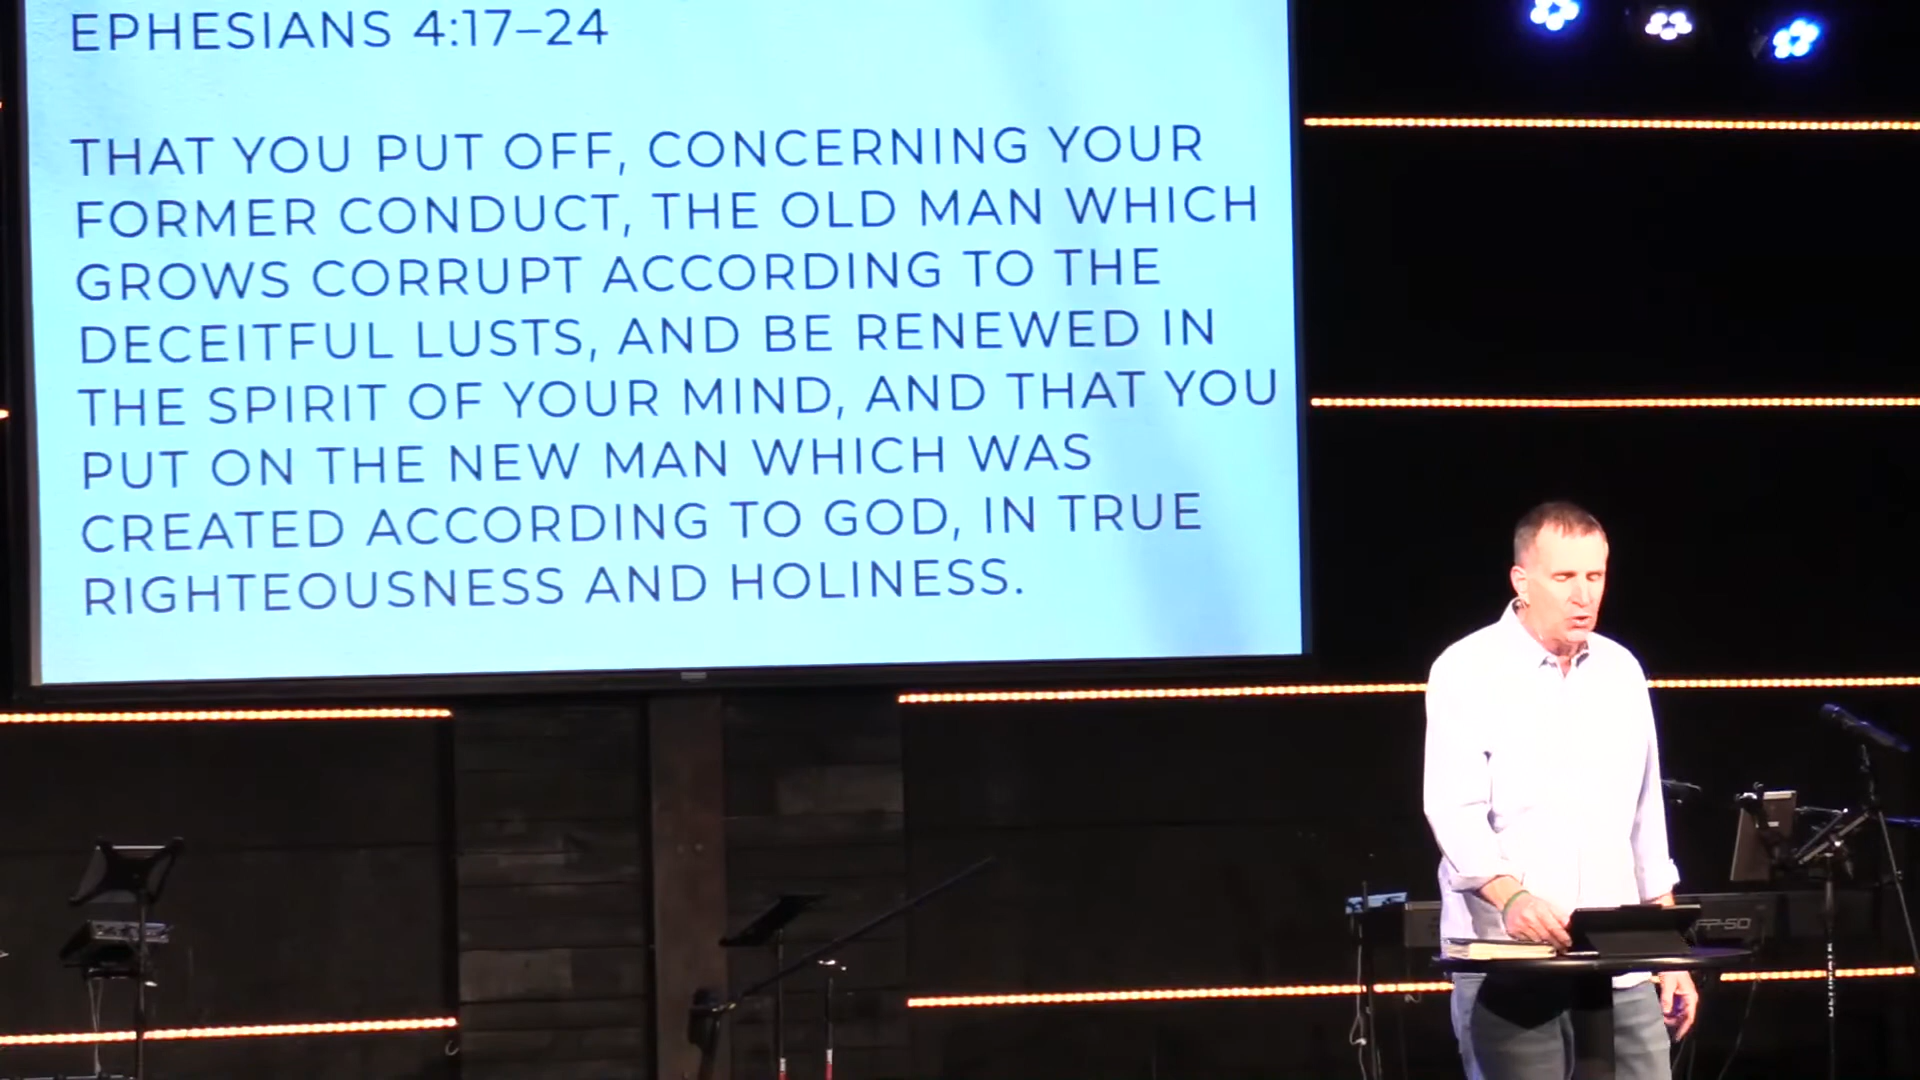 EPHESIANS 4:17–24
THAT YOU PUT OFF, CONCERNING YOUR
FORMER CONDUCT, THE OLD MAN WHICH
GROWS CORRUPT ACCORDING TO THE
DECEITFUL LUSTS, AND BE RENEWED IN
THE SPIRIT OF YOUR MIND, AND THAT YOU
PUT ON THE NEW MAN WHICH WAS
CREATED ACCORDING TO GOD, IN TRUE
RIGHTEOUSNESS AND HOLINESS.